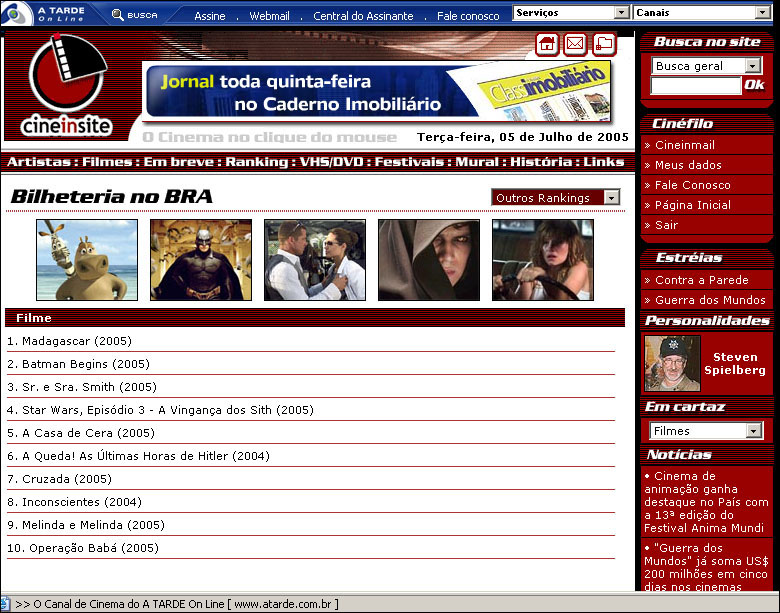 A TARDE
On Line
BUSCA
Assine . Webmail . Central do Assinante . Fale conosco
Serviços
Canais
cineinsite
Jornal toda quinta-feira
no Caderno Imobiliário
Classimobiliário
O Cinema no clique do mouse
Terça-feira, 05 de Julho de 2005
Artistas : Filmes : Em breve : Ranking : VHS/DVD : Festivais : Mural : História : Links
Bilheteria no BRA
Outros Rankings
Filme
1. Madagascar (2005)
2. Batman Begins (2005)
3. Sr. e Sra. Smith (2005)
4. Star Wars, Episódio 3 - A Vingança dos Sith (2005)
5. A Casa de Cera (2005)
6. A Queda! As Últimas Horas de Hitler (2004)
7. Cruzada (2005)
8. Inconscientes (2004)
9. Melinda e Melinda (2005)
10. Operação Babá (2005)
Busca no site
Busca geral
Ok
Cinéfilo
» Cineinmail
» Meus dados
» Fale Conosco
» Página Inicial
» Sair
Estréias
» Contra a Parede
» Guerra dos Mundos
Personalidades
Steven
Spielberg
Em cartaz
Filmes
Notícias
• Cinema de
animação ganha
destaque no País com
a 13ª edição do
Festival Anima Mundi
• "Guerra dos
Mundos" já soma US$
200 milhões em cinco
dias nos cinemas
>> O Canal de Cinema do A TARDE On Line [ www.atarde.com.br ]